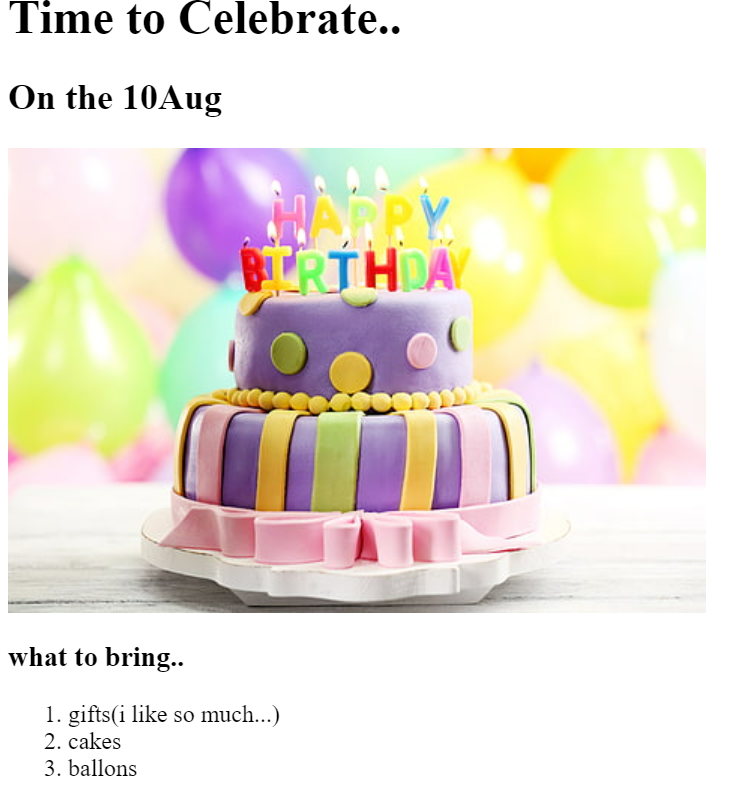 Time to Celebrate..
On the 10Aug
HAPPY
BIRTHDAY
what to bring..
1. gifts(i like so much...)
2. cakes
3. ballons